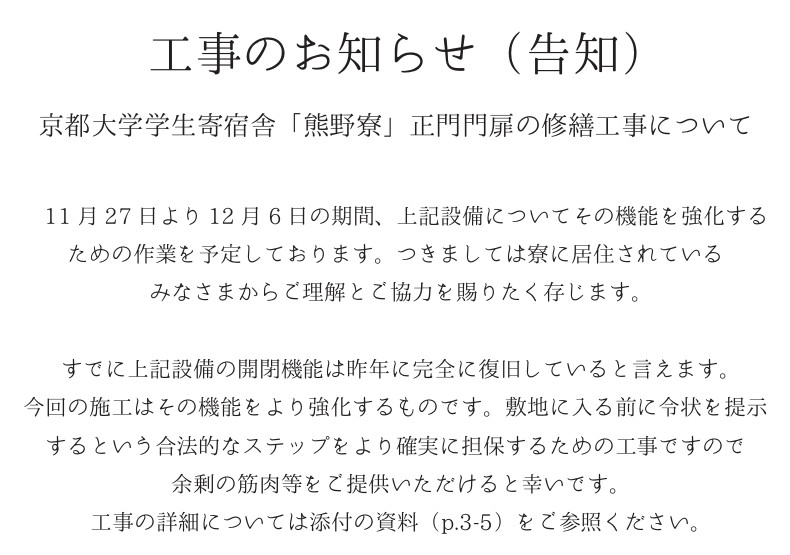 工事のお知らせ（告知）
京都大学学生寄宿舎「熊野寮」正門門扉の修繕工事について
11月27日より12月6日の期間、上記設備についてその機能を強化する
ための作業を予定しております。つきましては寮に居住されている
みなさまからご理解とご協力を賜りたく存じます。
すでに上記設備の開閉機能は昨年に完全に復旧していると言えます。
今回の施工はその機能をより強化するものです。敷地に入る前に令状を提示
するという合法的なステップをより確実に担保するための工事ですので
余剰の筋肉等をご提供いただけると幸いです。
工事の詳細については添付の資料（p.3-5）をご参照ください。